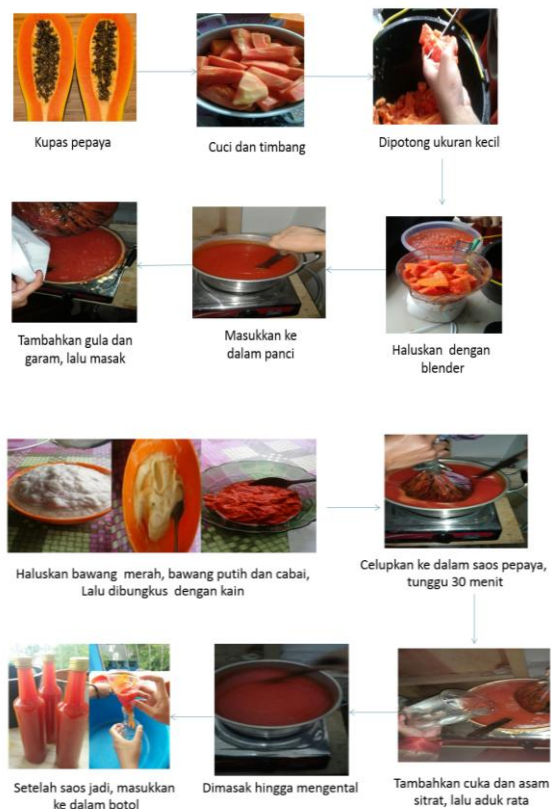 Kupas pepaya
Cuci dan timbang
Dipotong ukuran kecil
Haluskan dengan
blender
Masukkan ke
dalam panci
Tambahkan gula dan
garam, lalu masak
Haluskan bawang merah, bawang putih dan cabai,
Lalu dibungkus dengan kain
Celupkan ke dalam saos pepaya,
tunggu 30 menit
Tambahkan cuka dan asam
sitrat, lalu aduk rata
Dimasak hingga mengental
Setelah saos jadi, masukkan
ke dalam botol